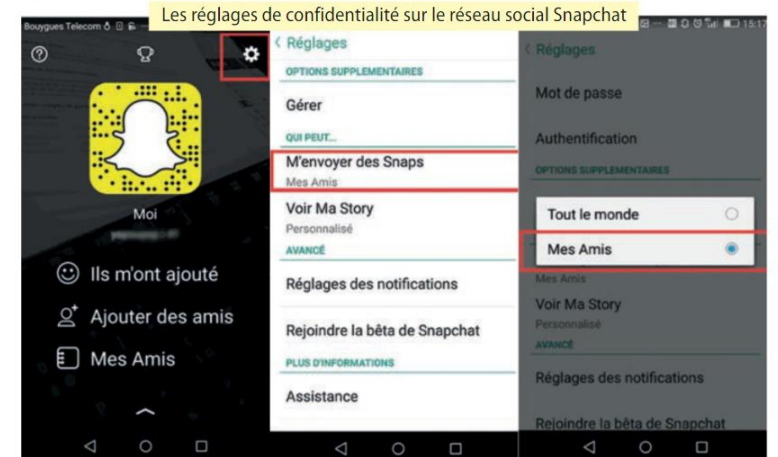 Les réglages de confidentialité sur le réseau social Snapchat
Bouygues Telecom
Moi
Ils m'ont ajouté
Ajouter des amis
Mes Amis
Réglages
OPTIONS SUPPLEMENTAIRES
Gérer
QUI PEUT...
M'envoyer des Snaps
Mes Amis
Voir Ma Story
Personnalisé
AVANCÉ
Réglages des notifications
Rejoindre la bêta de Snapchat
PLUS D'INFORMATIONS
Assistance
15:17
Réglages
Mot de passe
Authentification
OPTIONS SUPPLEMENTAIRES
Tout le monde
Mes Amis
Mes Amis
Voir Ma Story
Personnalisé
AVANCÉ
Réglages des notifications
Rejoindre la bêta de Snapchat